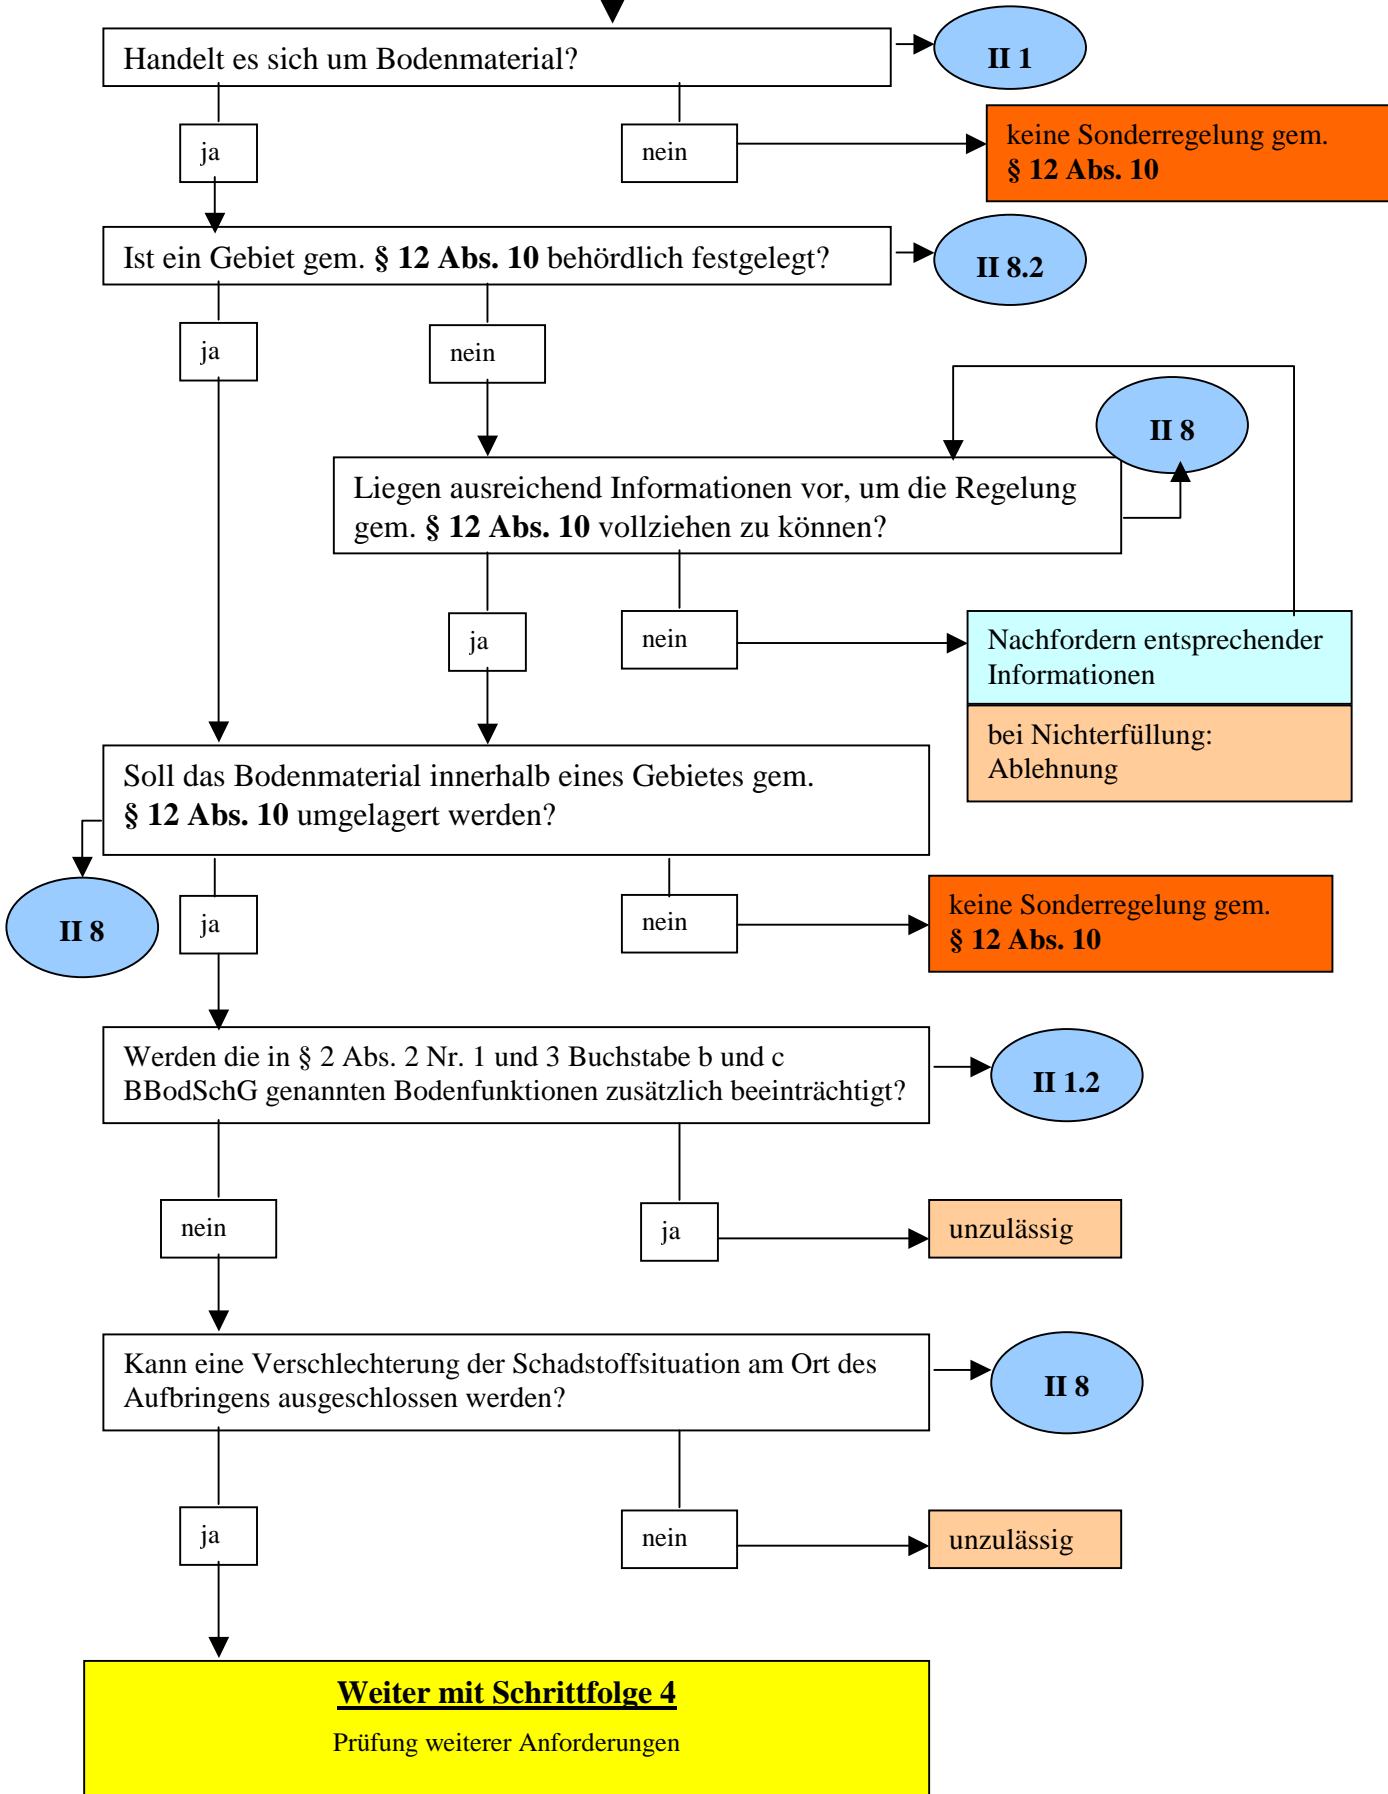 Handelt es sich um Bodenmaterial?
II 1
ja
nein
keine Sonderregelung gem.
§ 12 Abs. 10
Ist ein Gebiet gem. § 12 Abs. 10 behördlich festgelegt?
II 8.2
ja
nein
II 8
Liegen ausreichend Informationen vor, um die Regelung
gem. § 12 Abs. 10 vollziehen zu können?
ja
nein
Nachfordern entsprechender
Informationen
bei Nichterfüllung:
Ablehnung
Soll das Bodenmaterial innerhalb eines Gebietes gem.
§ 12 Abs. 10 umgelagert werden?
II 8
ja
nein
keine Sonderregelung gem.
§ 12 Abs. 10
Werden die in § 2 Abs. 2 Nr. 1 und 3 Buchstabe b und c
BBodSchG genannten Bodenfunktionen zusätzlich beeinträchtigt?
II 1.2
nein
ja
unzulässig
Kann eine Verschlechterung der Schadstoffsituation am Ort des
Aufbringens ausgeschlossen werden?
II 8
ja
nein
unzulässig
Weiter mit Schrittfolge 4
Prüfung weiterer Anforderungen